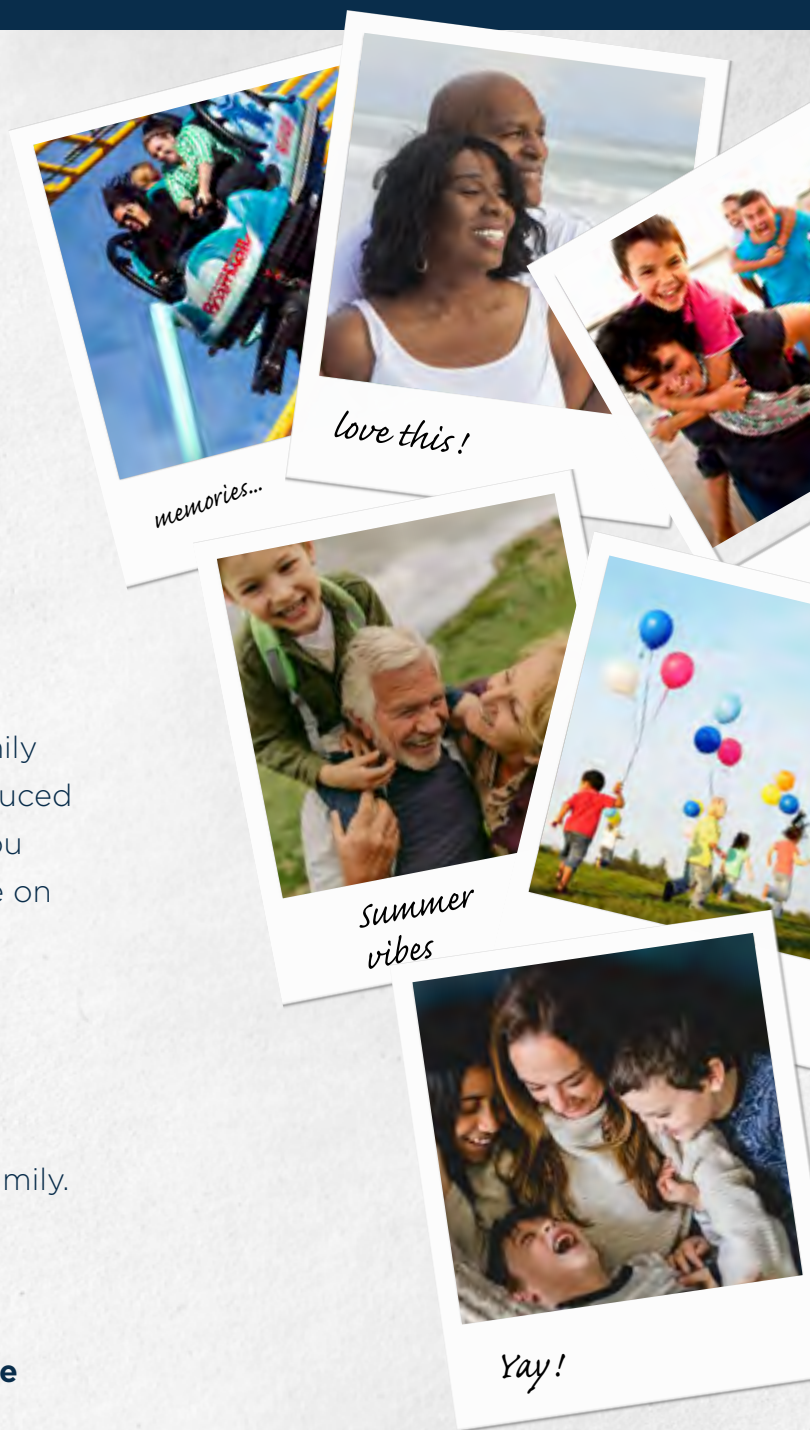 love this!
memories...
ily
uced
ou
e on
Summer
vibes
mily.
e
Yay!